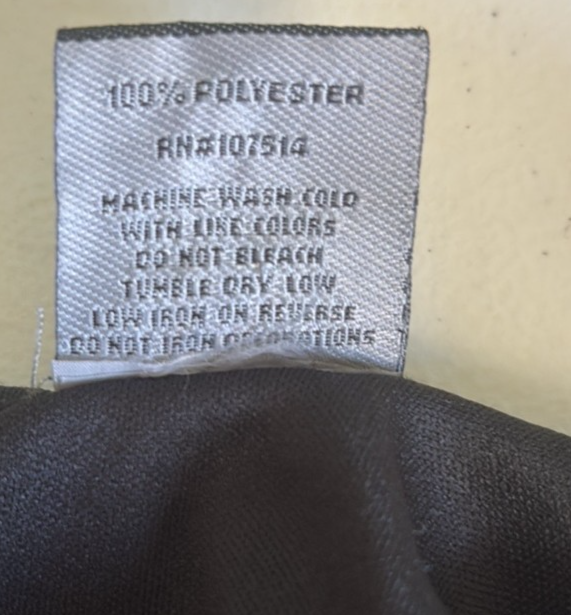 100% POLYESTER
RN#107514
MACHINE WASH COLD
WITH LIKE COLORS
DO NOT BLEACH
TUMBLE DRY LOW
LOW IRON ON REVERSE
DO NOT IRON DECORATIONS